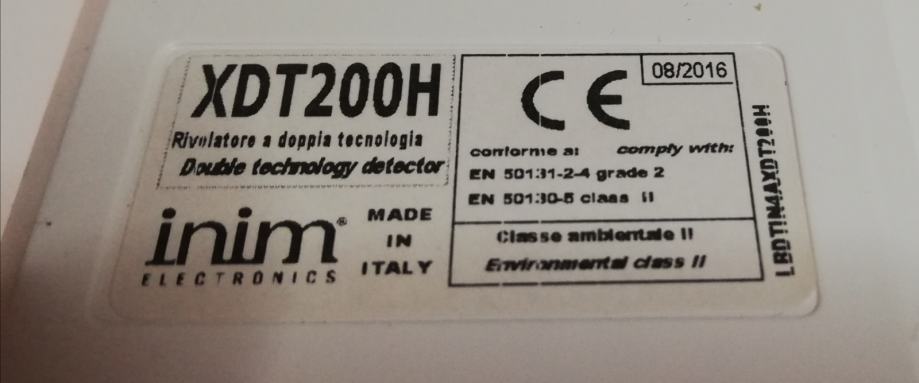 XDT200H
Rivelatore a doppia tecnologia
Double technology detector
inim®
ELECTRONICS
MADE
IN
ITALY
CE
08/2016
conforme a: comply with:
EN 50131-2-4 grade 2
EN 50130-5 class II
Classe ambientale II
Environmental class II
LBDTIN4AXDT200H